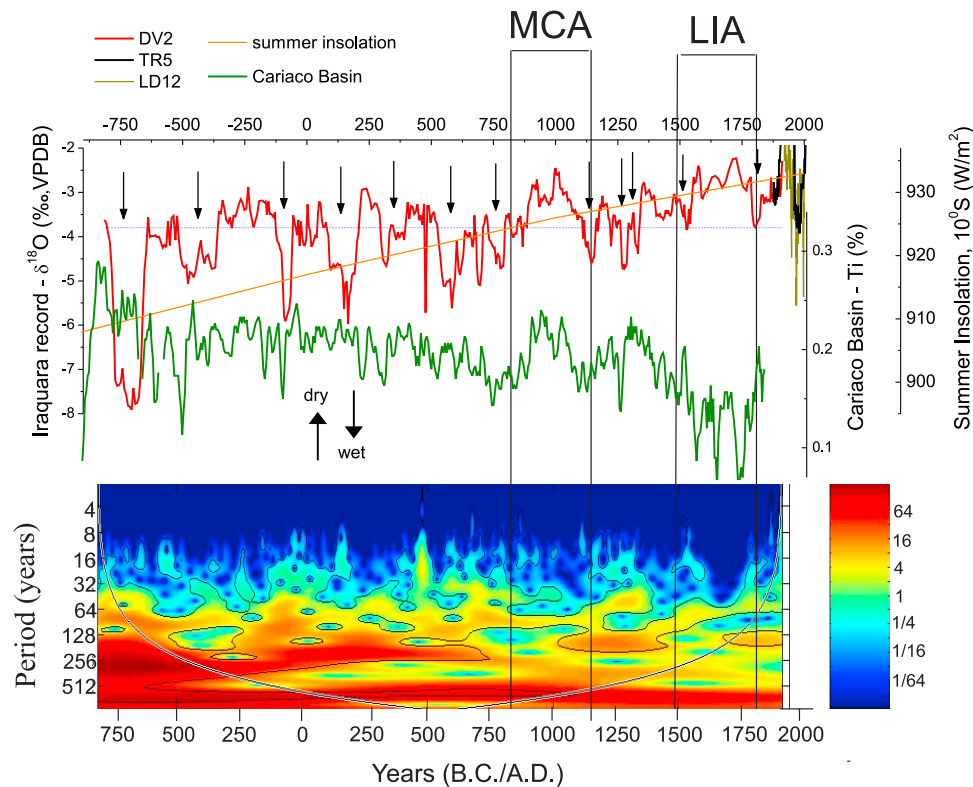 MCA LIA
DV2 summer insolation
TR5 Cariaco Basin
LD12
-750 -500 -250 0 250 500 750 1000 1250 1500 1750 2000
Iraquara record - δ18O (‰,VPDB)
-2
-3
-4
-5
-6
-7
-8
dry
wet
0.3
0.2
0.1
Cariaco Basin - Ti (%)
930
920
910
900
Summer Insolation, 10⁰S (W/m²)
Period (years)
4
8
16
32
64
128
256
512
750 500 250 0 250 500 750 1000 1250 1500 1750 2000
Years (B.C./A.D.)
64
16
4
1
1/4
1/16
1/64